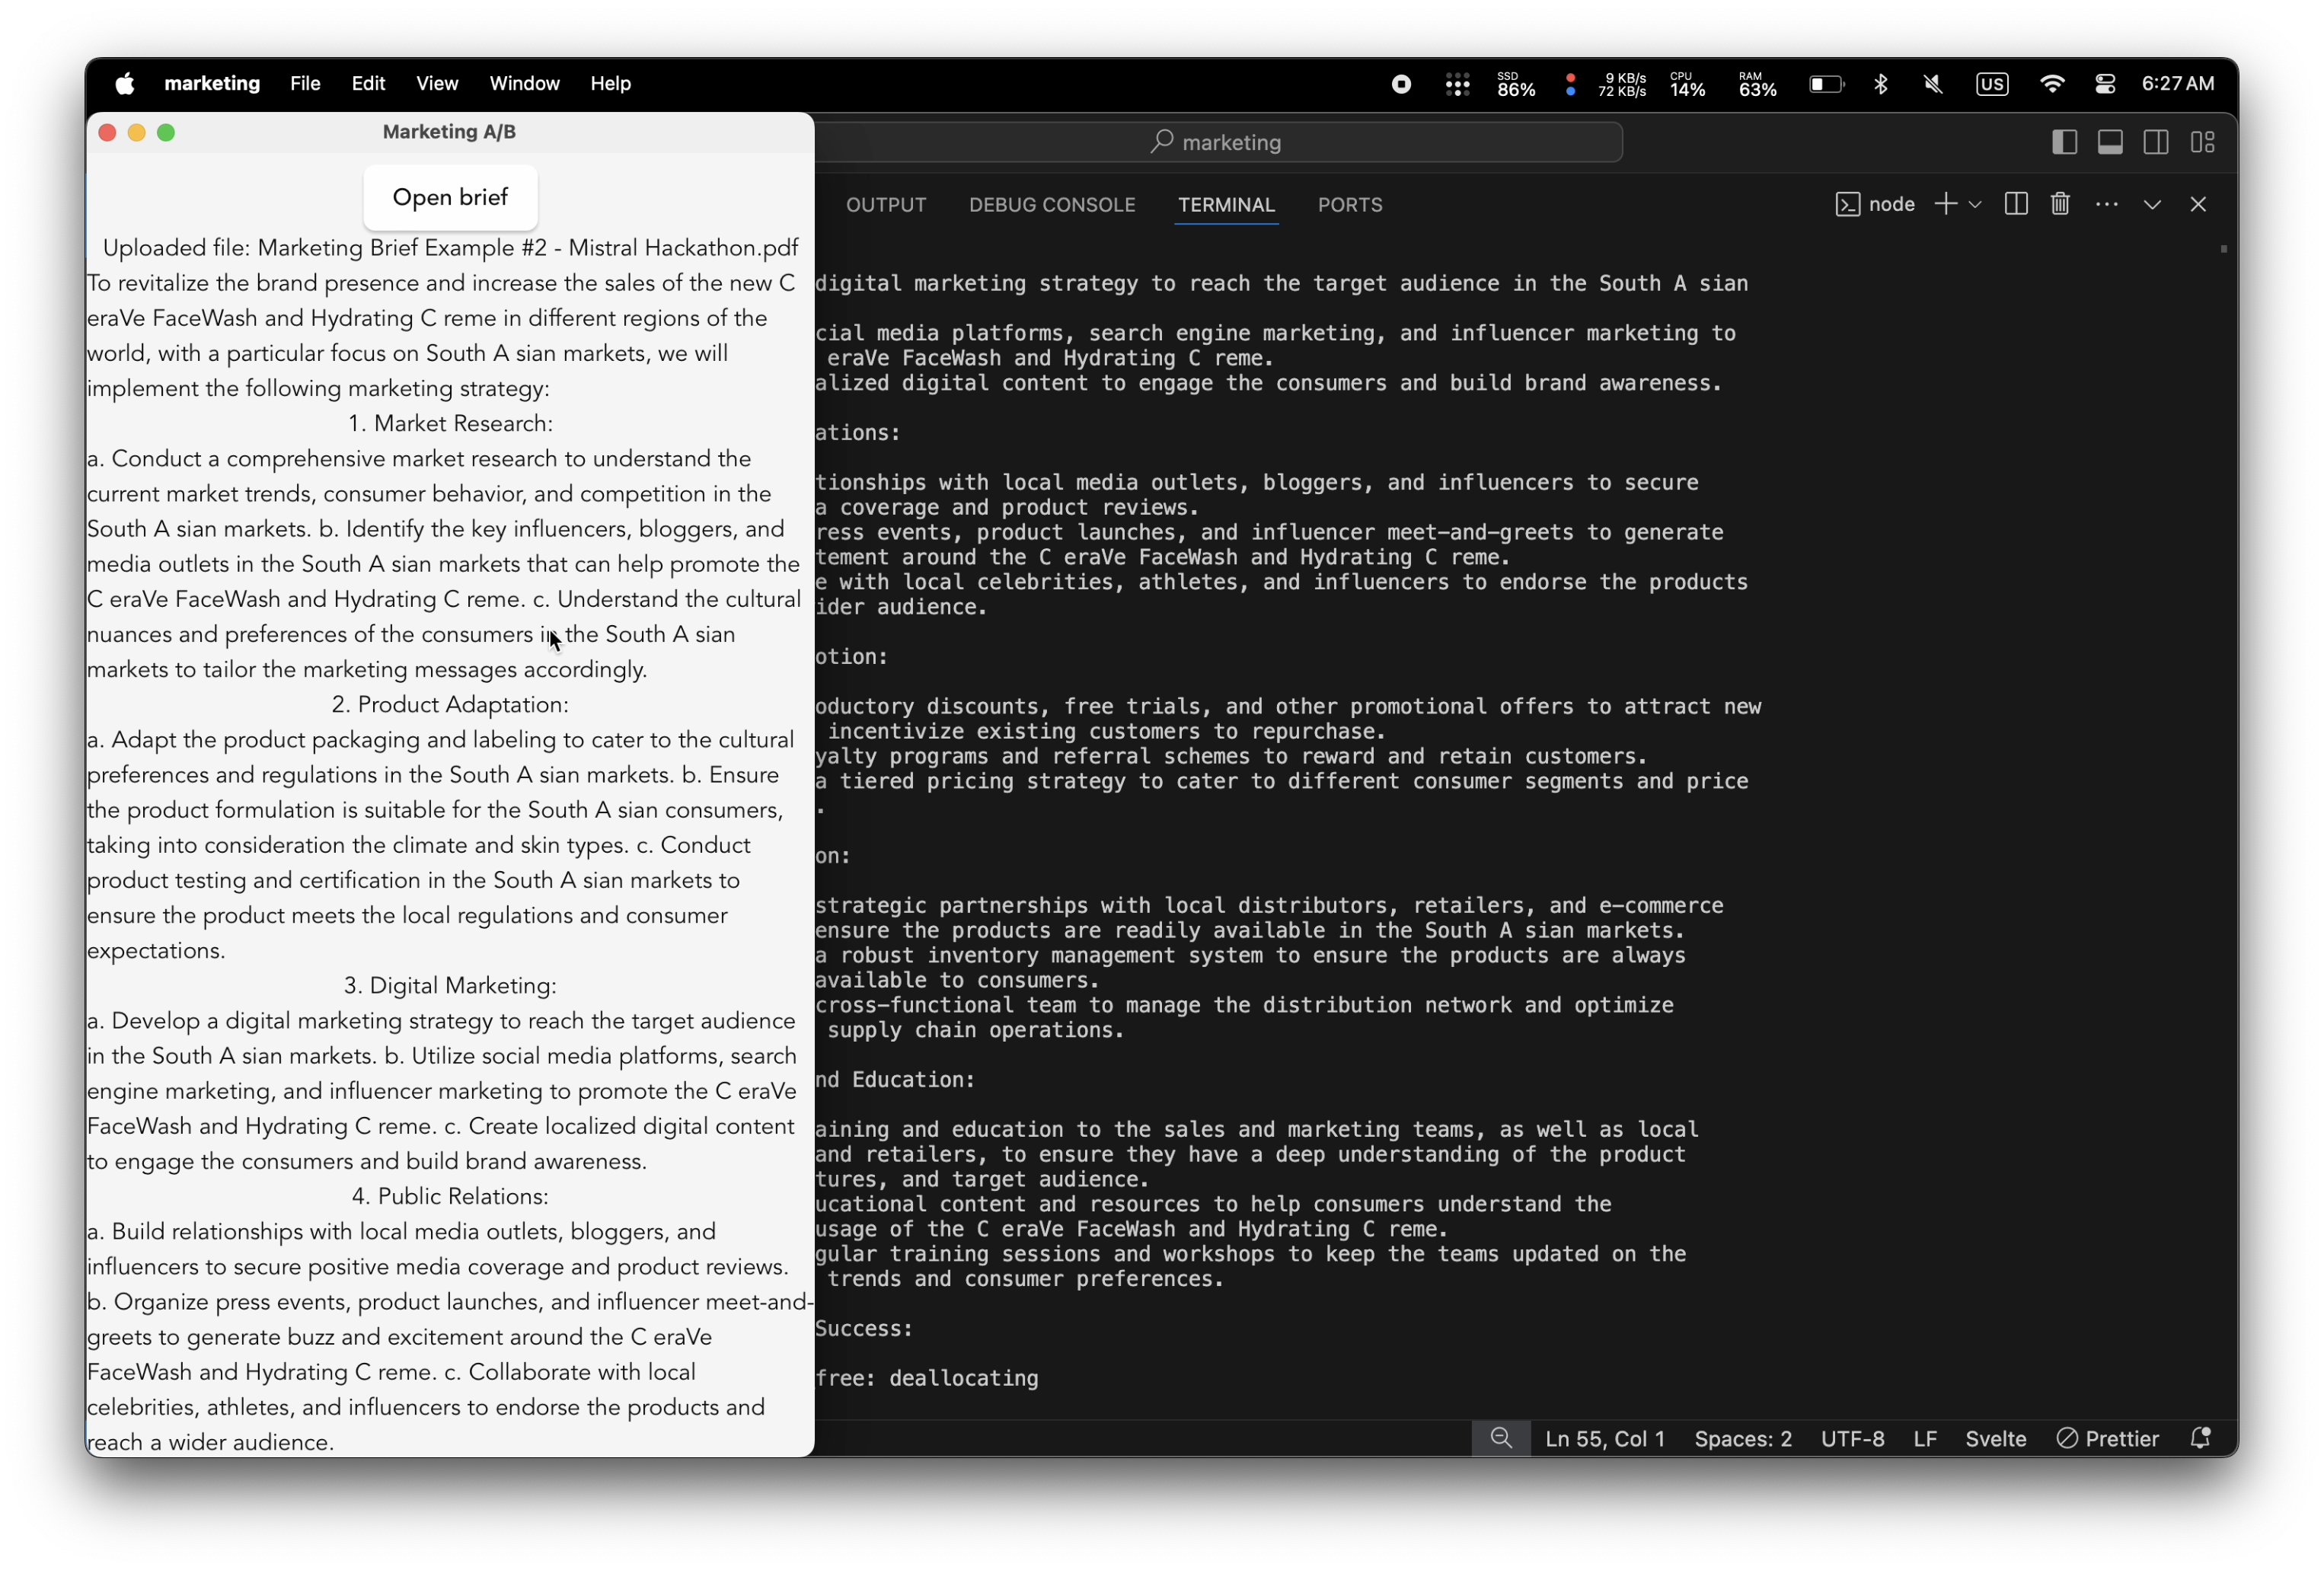 marketing File Edit View Window Help SSD 86% 9 KB/s 72 KB/s CPU 14% RAM 63% US 6:27 AM
Marketing A/B
Open brief
Uploaded file: Marketing Brief Example #2 - Mistral Hackathon.pdf
To revitalize the brand presence and increase the sales of the new C
eraVe FaceWash and Hydrating C reme in different regions of the
world, with a particular focus on South A sian markets, we will
implement the following marketing strategy:
1. Market Research:
a. Conduct a comprehensive market research to understand the
current market trends, consumer behavior, and competition in the
South A sian markets. b. Identify the key influencers, bloggers, and
media outlets in the South A sian markets that can help promote the
C eraVe FaceWash and Hydrating C reme. c. Understand the cultural
nuances and preferences of the consumers in the South A sian
markets to tailor the marketing messages accordingly.
2. Product Adaptation:
a. Adapt the product packaging and labeling to cater to the cultural
preferences and regulations in the South A sian markets. b. Ensure
the product formulation is suitable for the South A sian consumers,
taking into consideration the climate and skin types. c. Conduct
product testing and certification in the South A sian markets to
ensure the product meets the local regulations and consumer
expectations.
3. Digital Marketing:
a. Develop a digital marketing strategy to reach the target audience
in the South A sian markets. b. Utilize social media platforms, search
engine marketing, and influencer marketing to promote the C eraVe
FaceWash and Hydrating C reme. c. Create localized digital content
to engage the consumers and build brand awareness.
4. Public Relations:
a. Build relationships with local media outlets, bloggers, and
influencers to secure positive media coverage and product reviews.
b. Organize press events, product launches, and influencer meet-and-
greets to generate buzz and excitement around the C eraVe
FaceWash and Hydrating C reme. c. Collaborate with local
celebrities, athletes, and influencers to endorse the products and
reach a wider audience.
marketing
OUTPUT DEBUG CONSOLE TERMINAL PORTS node
digital marketing strategy to reach the target audience in the South A sian
cial media platforms, search engine marketing, and influencer marketing to
eraVe FaceWash and Hydrating C reme.
alized digital content to engage the consumers and build brand awareness.
ations:
tionships with local media outlets, bloggers, and influencers to secure
a coverage and product reviews.
ress events, product launches, and influencer meet-and-greets to generate
tement around the C eraVe FaceWash and Hydrating C reme.
e with local celebrities, athletes, and influencers to endorse the products
ider audience.
otion:
oductory discounts, free trials, and other promotional offers to attract new
incentivize existing customers to repurchase.
yalty programs and referral schemes to reward and retain customers.
a tiered pricing strategy to cater to different consumer segments and price
.
on:
strategic partnerships with local distributors, retailers, and e-commerce
ensure the products are readily available in the South A sian markets.
a robust inventory management system to ensure the products are always
available to consumers.
cross-functional team to manage the distribution network and optimize
supply chain operations.
nd Education:
aining and education to the sales and marketing teams, as well as local
and retailers, to ensure they have a deep understanding of the product
tures, and target audience.
ucational content and resources to help consumers understand the
usage of the C eraVe FaceWash and Hydrating C reme.
gular training sessions and workshops to keep the teams updated on the
trends and consumer preferences.
Success:
free: deallocating
Ln 55, Col 1 Spaces: 2 UTF-8 LF Svelte Prettier